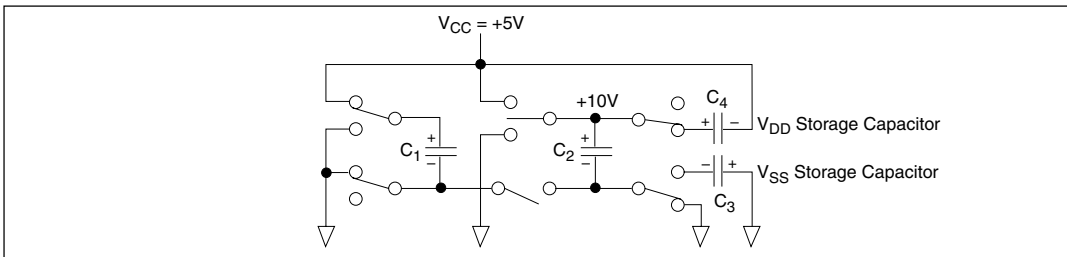 V_CC = +5V
+10V
C_4
+ −
V_DD Storage Capacitor
+
C_1
−
+
C_2
−
− +
V_SS Storage Capacitor
C_3